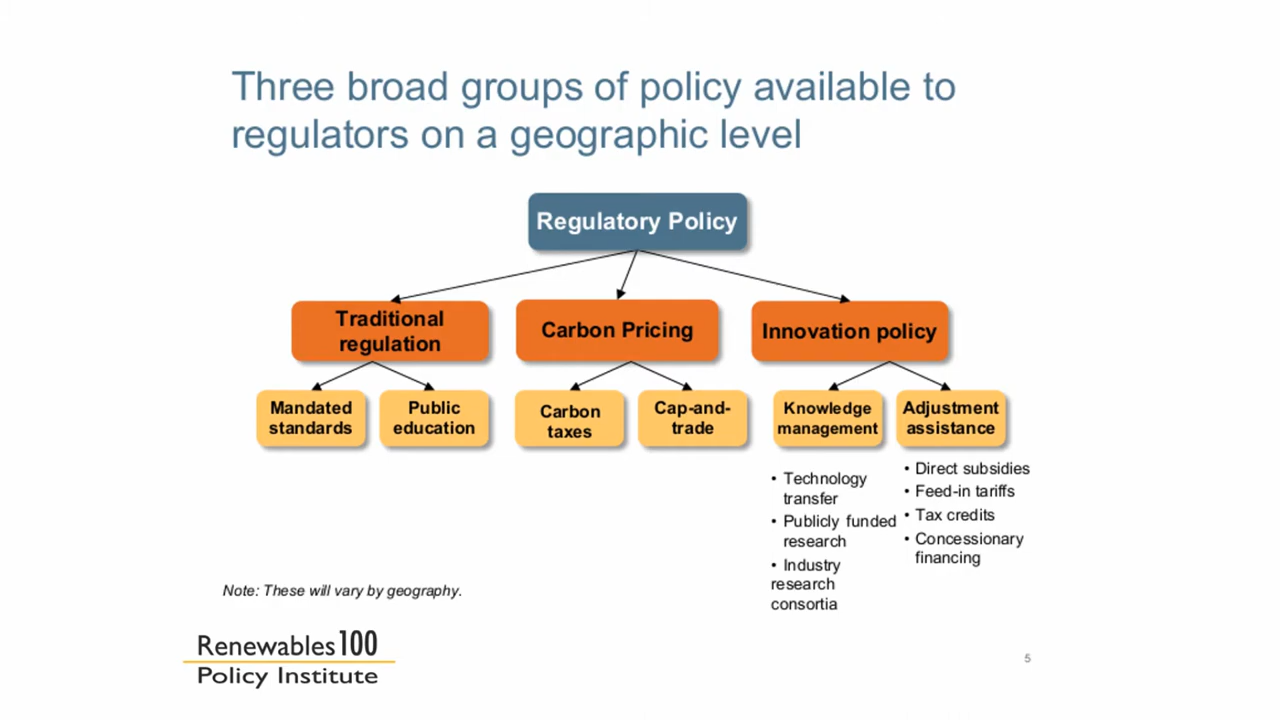 Three broad groups of policy available to
regulators on a geographic level
Regulatory Policy
Traditional
regulation
Carbon Pricing
Innovation policy
Mandated
standards
Public
education
Carbon
taxes
Cap-and-
trade
Knowledge
management
Adjustment
assistance
• Technology
transfer
• Publicly funded
research
• Industry
research
consortia
• Direct subsidies
• Feed-in tariffs
• Tax credits
• Concessionary
financing
Note: These will vary by geography.
Renewables100
Policy Institute
5